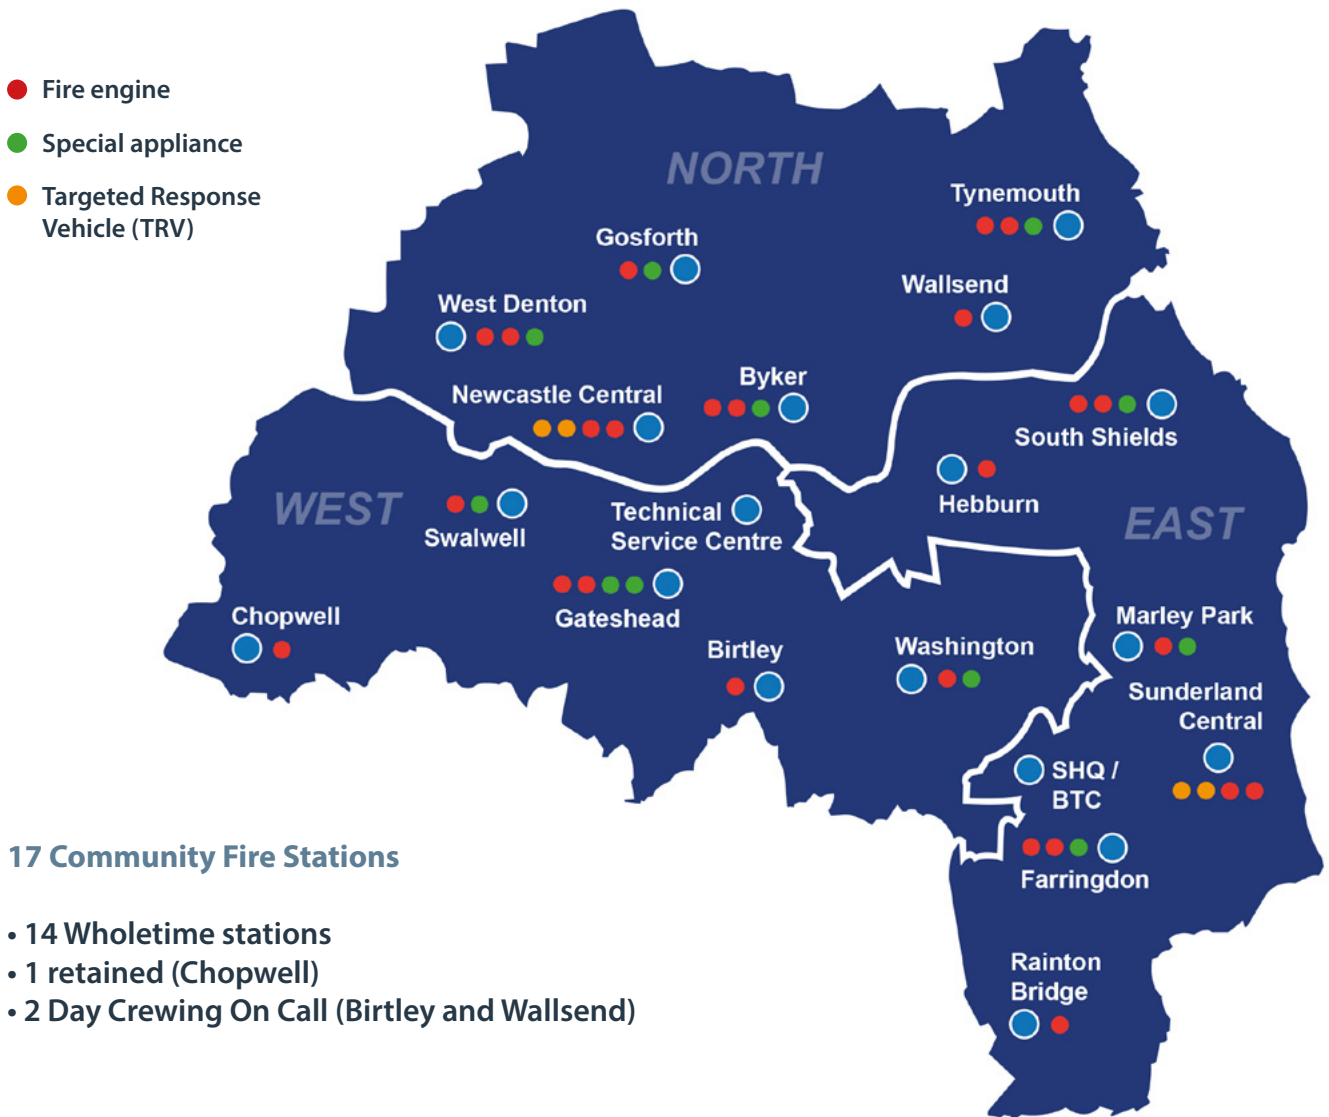 Fire engine
Special appliance
Targeted Response
Vehicle (TRV)
NORTH
Tynemouth
Gosforth
Wallsend
West Denton
Byker
Newcastle Central
South Shields
WEST
Hebburn
Technical
Service Centre
EAST
Swalwell
Chopwell
Gateshead
Marley Park
Birtley
Washington
Sunderland
Central
SHQ /
BTC
Farringdon
Rainton
Bridge
17 Community Fire Stations
• 14 Wholetime stations
• 1 retained (Chopwell)
• 2 Day Crewing On Call (Birtley and Wallsend)